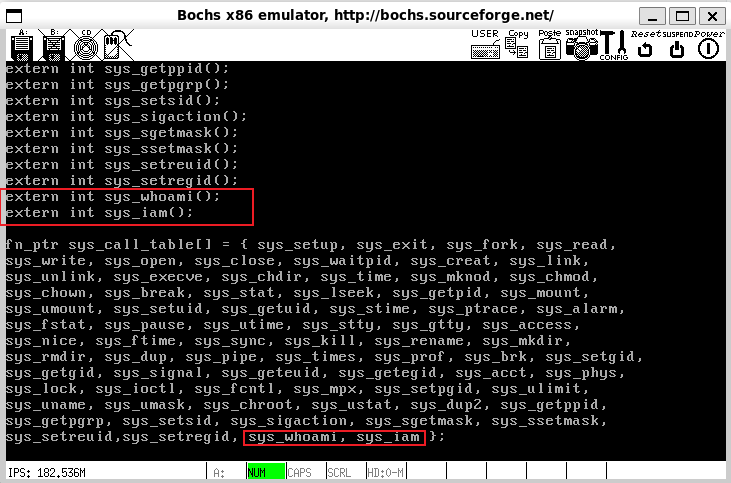 Bochs x86 emulator, http://bochs.sourceforge.net/
A: B: CD USER Copy Paste snapshot CONFIG Reset SUSPEND Power
extern int sys_getppid();
extern int sys_getpgrp();
extern int sys_setsid();
extern int sys_sigaction();
extern int sys_sgetmask();
extern int sys_ssetmask();
extern int sys_setreuid();
extern int sys_setregid();
extern int sys_whoami();
extern int sys_iam();
fn_ptr sys_call_table[] = { sys_setup, sys_exit, sys_fork, sys_read,
sys_write, sys_open, sys_close, sys_waitpid, sys_creat, sys_link,
sys_unlink, sys_execve, sys_chdir, sys_time, sys_mknod, sys_chmod,
sys_chown, sys_break, sys_stat, sys_lseek, sys_getpid, sys_mount,
sys_umount, sys_setuid, sys_getuid, sys_stime, sys_ptrace, sys_alarm,
sys_fstat, sys_pause, sys_utime, sys_stty, sys_gtty, sys_access,
sys_nice, sys_ftime, sys_sync, sys_kill, sys_rename, sys_mkdir,
sys_rmdir, sys_dup, sys_pipe, sys_times, sys_prof, sys_brk, sys_setgid,
sys_getgid, sys_signal, sys_geteuid, sys_getegid, sys_acct, sys_phys,
sys_lock, sys_ioctl, sys_fcntl, sys_mpx, sys_setpgid, sys_ulimit,
sys_uname, sys_umask, sys_chroot, sys_ustat, sys_dup2, sys_getppid,
sys_getpgrp, sys_setsid, sys_sigaction, sys_sgetmask, sys_ssetmask,
sys_setreuid,sys_setregid, sys_whoami, sys_iam };
IPS: 182.536M A: NUM CAPS SCRL HD:0-M